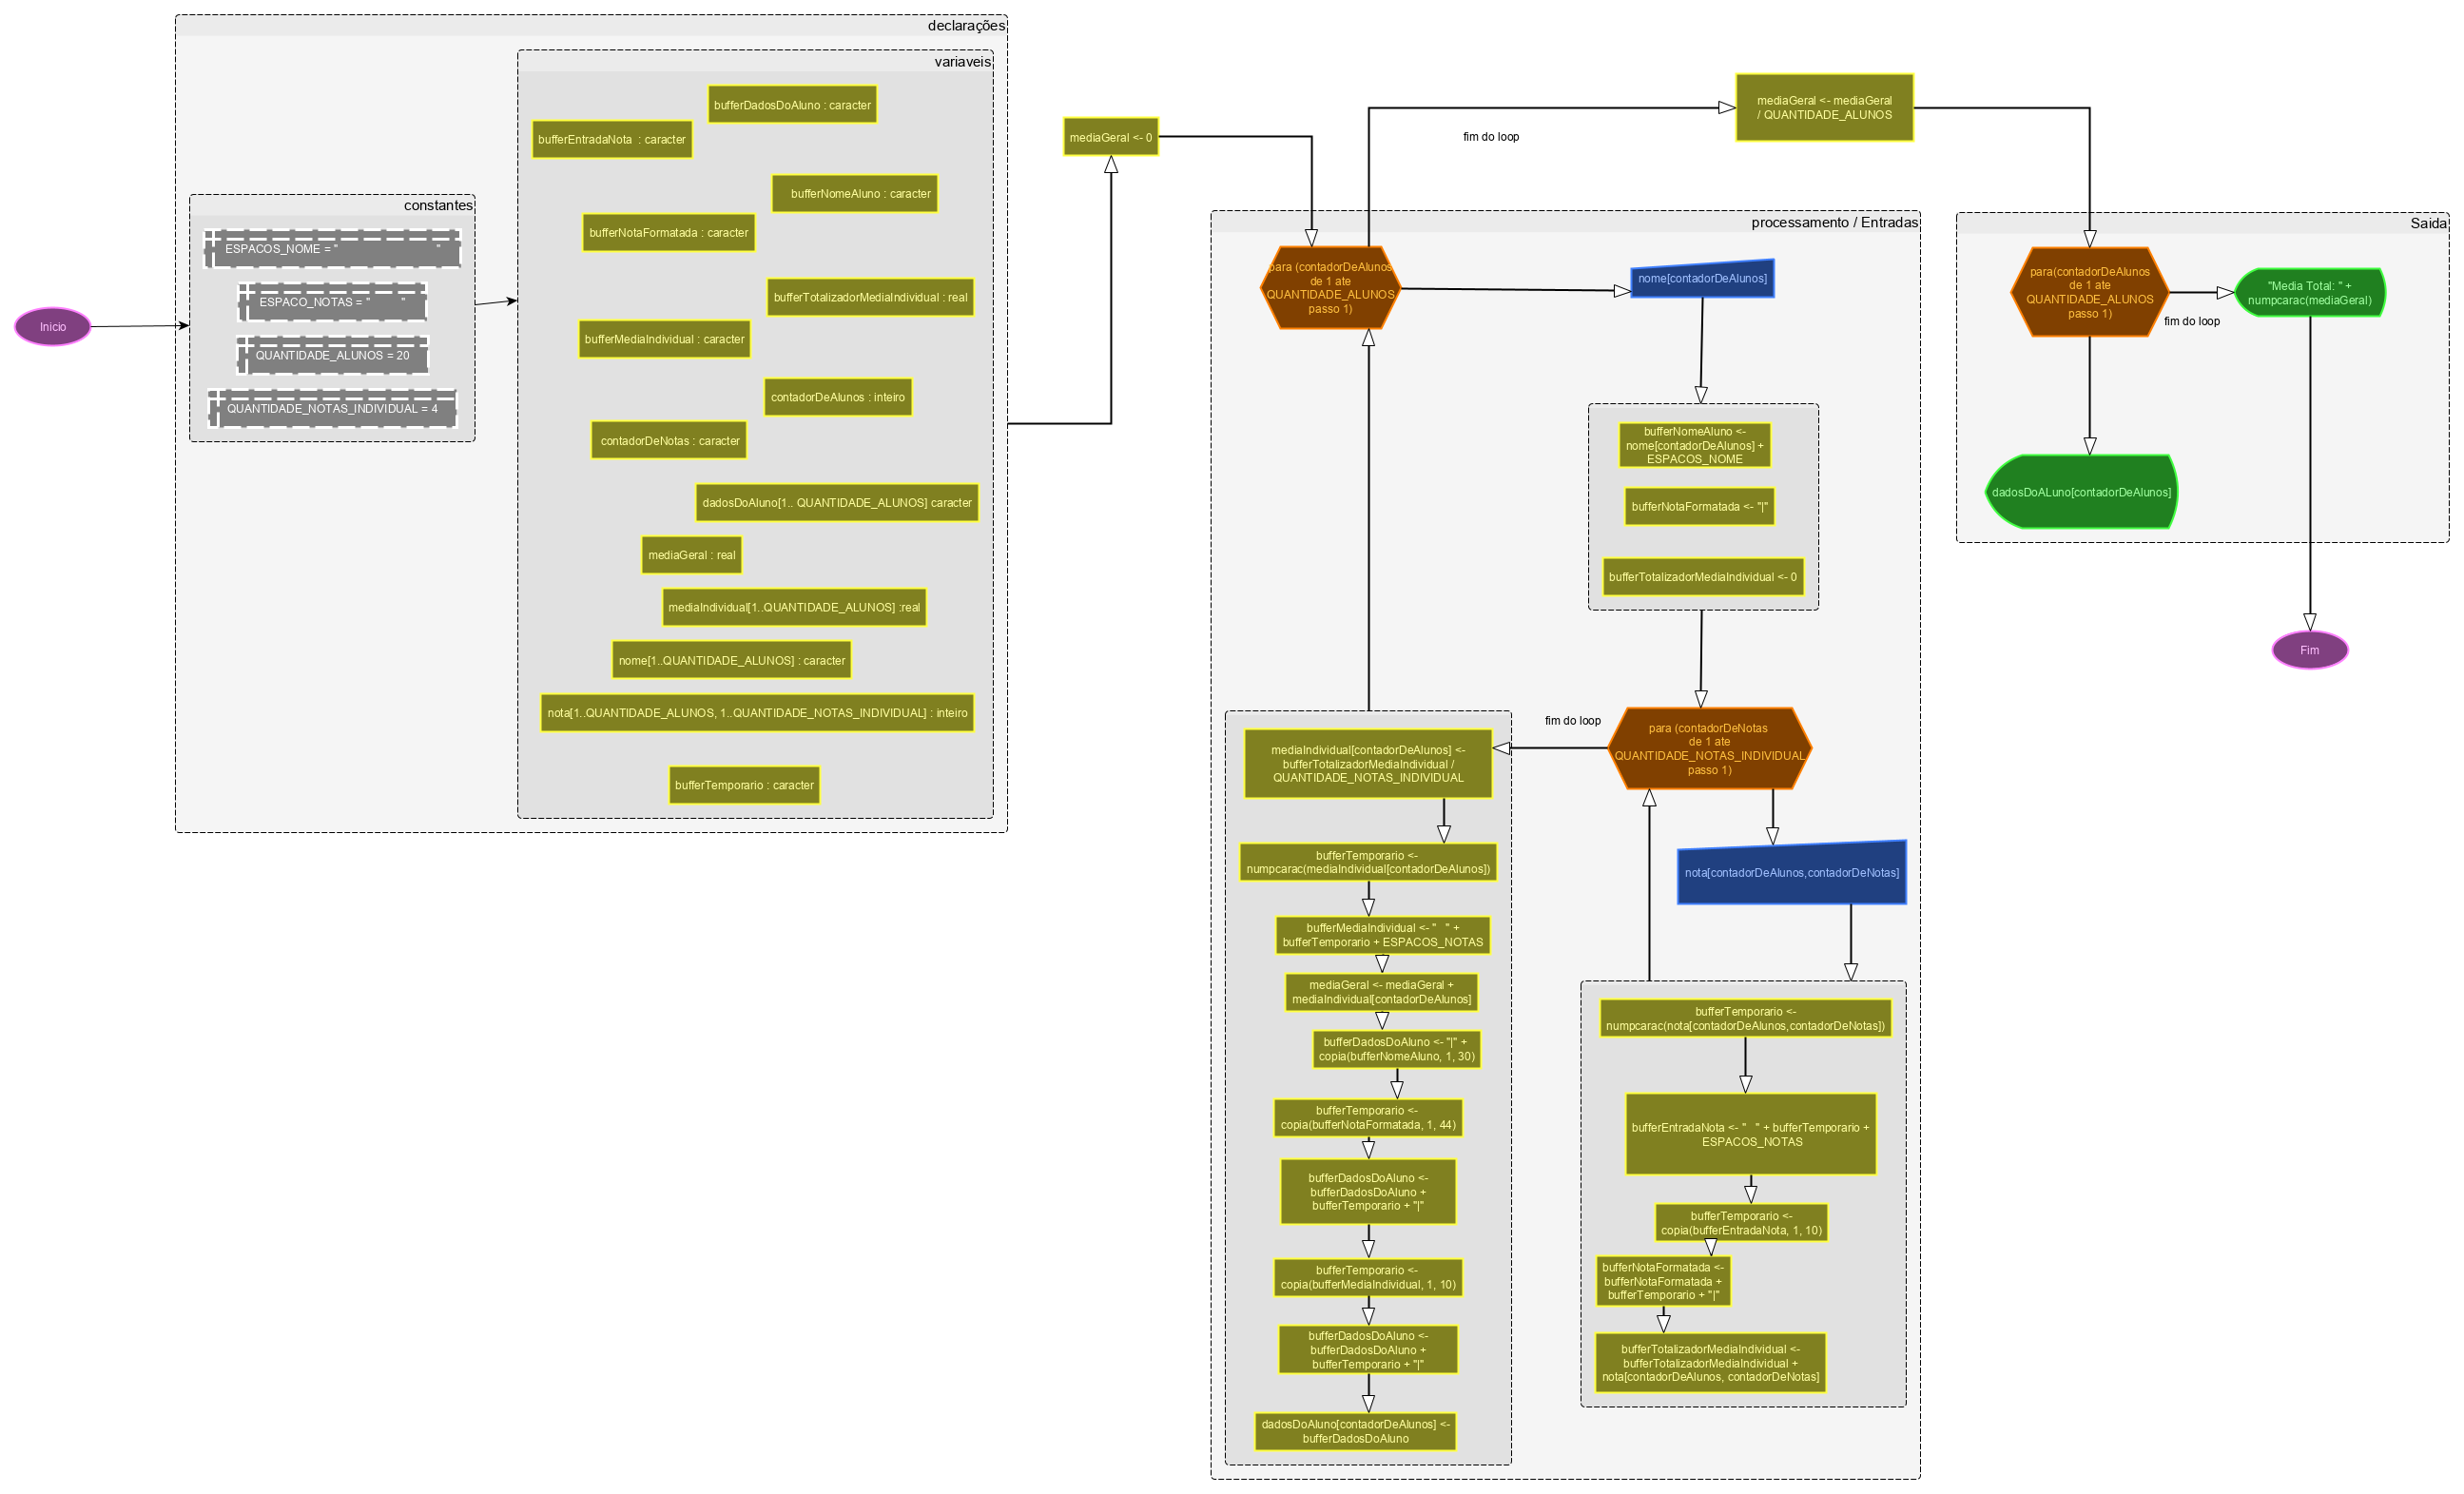 declarações
variaveis
bufferDadosDoAluno : caracter
bufferEntradaNota  : caracter
bufferNomeAluno : caracter
bufferNotaFormatada : caracter
bufferTotalizadorMediaIndividual : real
bufferMediaIndividual : caracter
contadorDeAlunos : inteiro
contadorDeNotas : caracter
dadosDoAluno[1.. QUANTIDADE_ALUNOS] caracter
mediaGeral : real
mediaIndividual[1..QUANTIDADE_ALUNOS] :real
nome[1..QUANTIDADE_ALUNOS] : caracter
nota[1..QUANTIDADE_ALUNOS, 1..QUANTIDADE_NOTAS_INDIVIDUAL] : inteiro
bufferTemporario : caracter
constantes
ESPACOS_NOME = "                              "
ESPACO_NOTAS = "          "
QUANTIDADE_ALUNOS = 20
QUANTIDADE_NOTAS_INDIVIDUAL = 4
Inicio
mediaGeral <- 0
fim do loop
mediaGeral <- mediaGeral
/ QUANTIDADE_ALUNOS
processamento / Entradas
para (contadorDeAlunos
de 1 ate
QUANTIDADE_ALUNOS
passo 1)
nome[contadorDeAlunos]
bufferNomeAluno <-
nome[contadorDeAlunos] +
ESPACOS_NOME
bufferNotaFormatada <- "|"
bufferTotalizadorMediaIndividual <- 0
para (contadorDeNotas
de 1 ate
QUANTIDADE_NOTAS_INDIVIDUAL
passo 1)
fim do loop
nota[contadorDeAlunos,contadorDeNotas]
bufferTemporario <-
numpcarac(nota[contadorDeAlunos,contadorDeNotas])
bufferEntradaNota <- "   " + bufferTemporario +
ESPACOS_NOTAS
bufferTemporario <-
copia(bufferEntradaNota, 1, 10)
bufferNotaFormatada <-
bufferNotaFormatada +
bufferTemporario + "|"
bufferTotalizadorMediaIndividual <-
bufferTotalizadorMediaIndividual +
nota[contadorDeAlunos, contadorDeNotas]
mediaIndividual[contadorDeAlunos] <-
bufferTotalizadorMediaIndividual /
QUANTIDADE_NOTAS_INDIVIDUAL
bufferTemporario <-
numpcarac(mediaIndividual[contadorDeAlunos])
bufferMediaIndividual <- "   " +
bufferTemporario + ESPACOS_NOTAS
mediaGeral <- mediaGeral +
mediaIndividual[contadorDeAlunos]
bufferDadosDoAluno <- "|" +
copia(bufferNomeAluno, 1, 30)
bufferTemporario <-
copia(bufferNotaFormatada, 1, 44)
bufferDadosDoAluno <-
bufferDadosDoAluno +
bufferTemporario + "|"
bufferTemporario <-
copia(bufferMediaIndividual, 1, 10)
bufferDadosDoAluno <-
bufferDadosDoAluno +
bufferTemporario + "|"
dadosDoAluno[contadorDeAlunos] <-
bufferDadosDoAluno
Saida
para(contadorDeAlunos
de 1 ate
QUANTIDADE_ALUNOS
passo 1)
fim do loop
"Media Total: " +
numpcarac(mediaGeral)
dadosDoALuno[contadorDeAlunos]
Fim